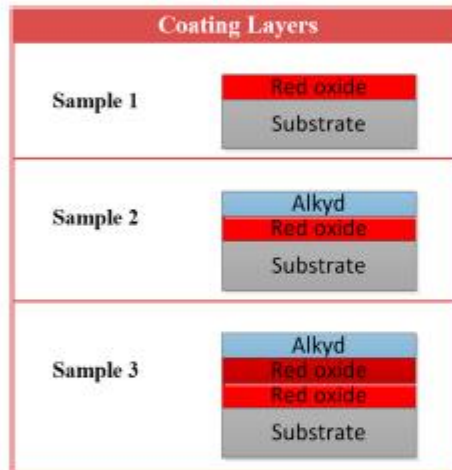 Coating Layers
Sample 1
Red oxide
Substrate
Sample 2
Alkyd
Red oxide
Substrate
Sample 3
Alkyd
Red oxide
Red oxide
Substrate